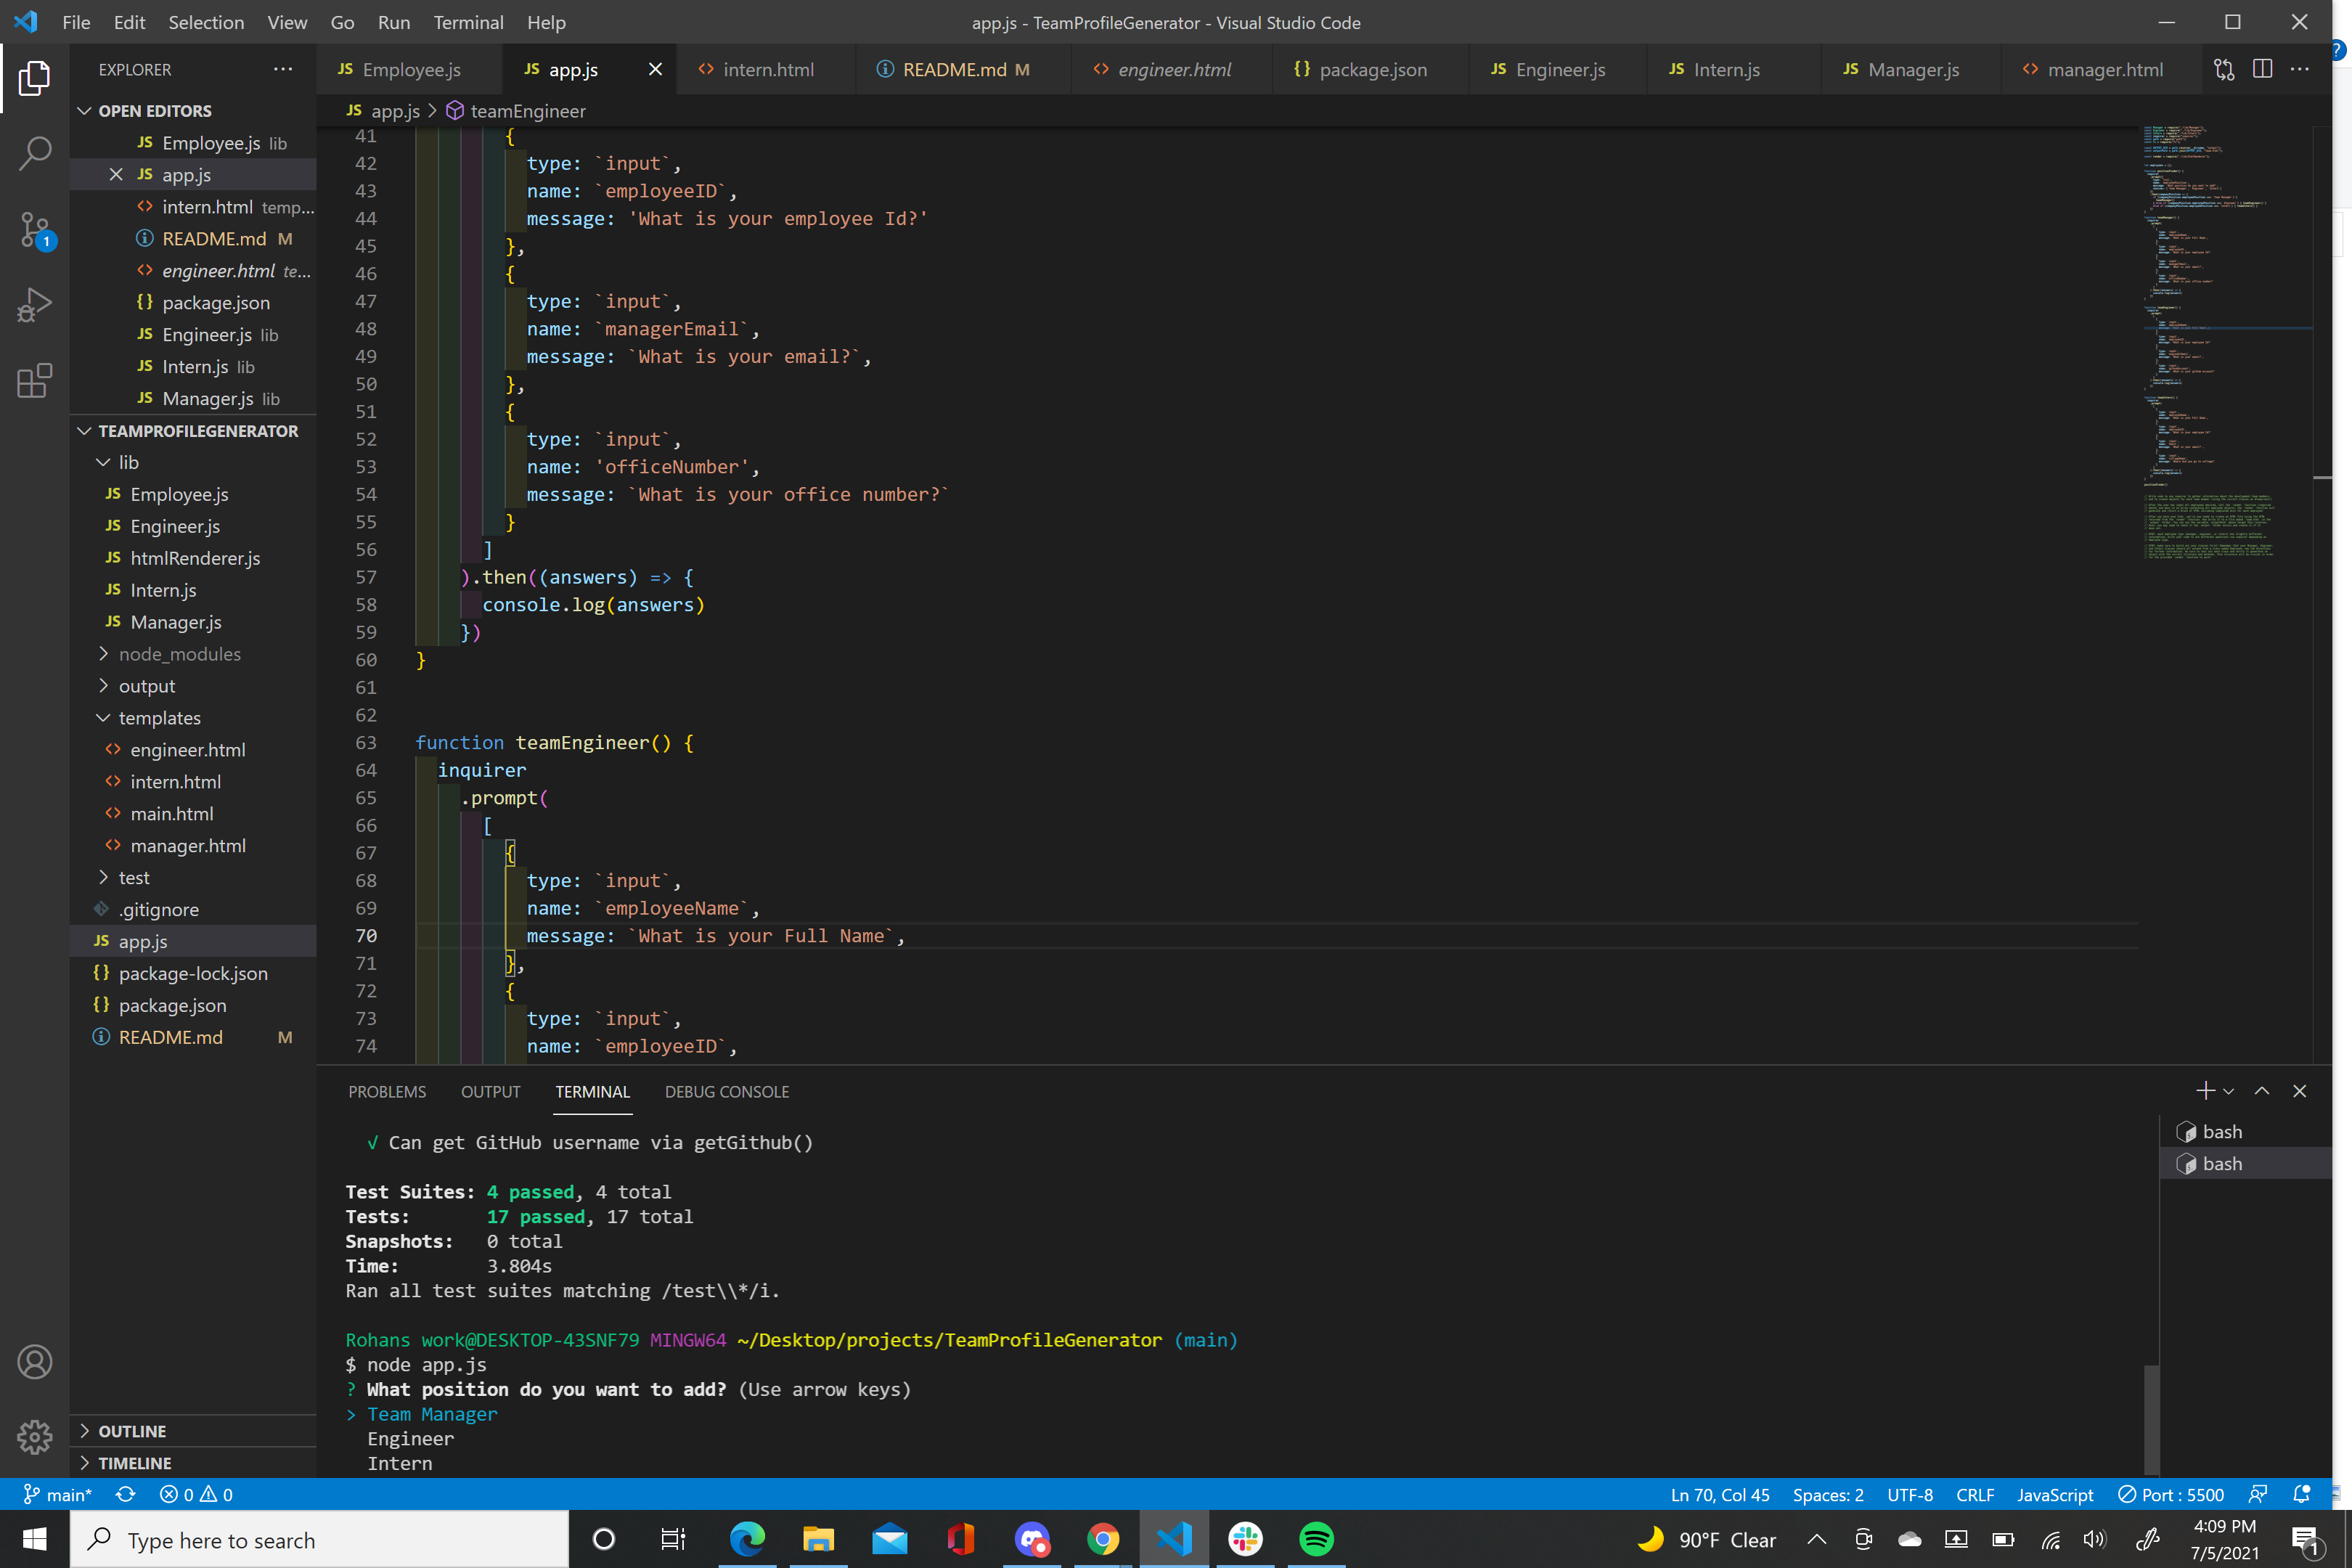 File Edit Selection View Go Run Terminal Help
app.js - TeamProfileGenerator - Visual Studio Code
EXPLORER
JS Employee.js
JS app.js
<> intern.html
README.md M
<> engineer.html
{} package.json
JS Engineer.js
JS Intern.js
JS Manager.js
<> manager.html
OPEN EDITORS
JS Employee.js lib
JS app.js
<> intern.html temp...
README.md M
<> engineer.html te...
{} package.json
JS Engineer.js lib
JS Intern.js lib
JS Manager.js lib
TEAMPROFILEGENERATOR
lib
JS Employee.js
JS Engineer.js
JS htmlRenderer.js
JS Intern.js
JS Manager.js
node_modules
output
templates
<> engineer.html
<> intern.html
<> main.html
<> manager.html
test
.gitignore
JS app.js
{} package-lock.json
{} package.json
README.md M
OUTLINE
TIMELINE
1
JS app.js > teamEngineer
41 {
42 type: `input`,
43 name: `employeeID`,
44 message: 'What is your employee Id?'
45 },
46 {
47 type: `input`,
48 name: `managerEmail`,
49 message: `What is your email?`,
50 },
51 {
52 type: `input`,
53 name: 'officeNumber',
54 message: `What is your office number?`
55 }
56 ]
57 ).then((answers) => {
58 console.log(answers)
59 })
60 }
61
62
63 function teamEngineer() {
64 inquirer
65 .prompt(
66 [
67 {
68 type: `input`,
69 name: `employeeName`,
70 message: `What is your Full Name`,
71 },
72 {
73 type: `input`,
74 name: `employeeID`,
PROBLEMS OUTPUT TERMINAL DEBUG CONSOLE
√ Can get GitHub username via getGithub()
Test Suites: 4 passed, 4 total
Tests: 17 passed, 17 total
Snapshots: 0 total
Time: 3.804s
Ran all test suites matching /test\\*/i.
Rohans work@DESKTOP-43SNF79 MINGW64 ~/Desktop/projects/TeamProfileGenerator (main)
$ node app.js
? What position do you want to add? (Use arrow keys)
> Team Manager
Engineer
Intern
bash
bash
main* 0 0
Ln 70, Col 45 Spaces: 2 UTF-8 CRLF JavaScript Port : 5500
Type here to search
90°F Clear
4:09 PM
7/5/2021
1